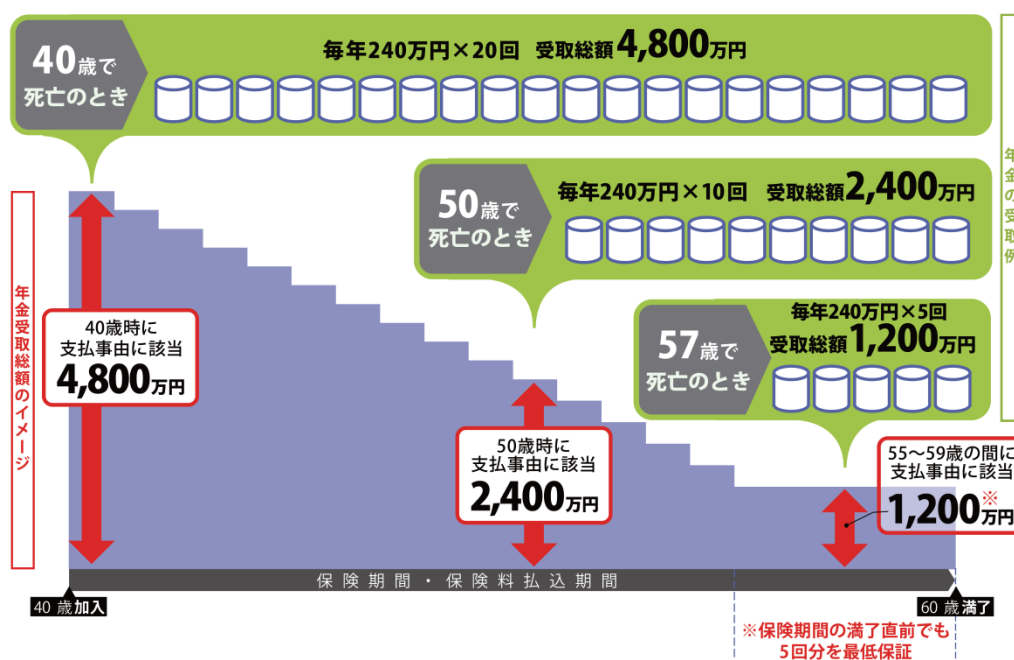 40歳で
死亡のとき
毎年240万円×20回 受取総額4,800万円
50歳で
死亡のとき
毎年240万円×10回 受取総額2,400万円
57歳で
死亡のとき
毎年240万円×5回
受取総額1,200万円
年金の受取例
年金受取総額のイメージ
40歳時に
支払事由に該当
4,800万円
50歳時に
支払事由に該当
2,400万円
55～59歳の間に
支払事由に該当
1,200万円※
保険期間・保険料払込期間
40歳加入
60歳満了
※保険期間の満了直前でも
5回分を最低保証